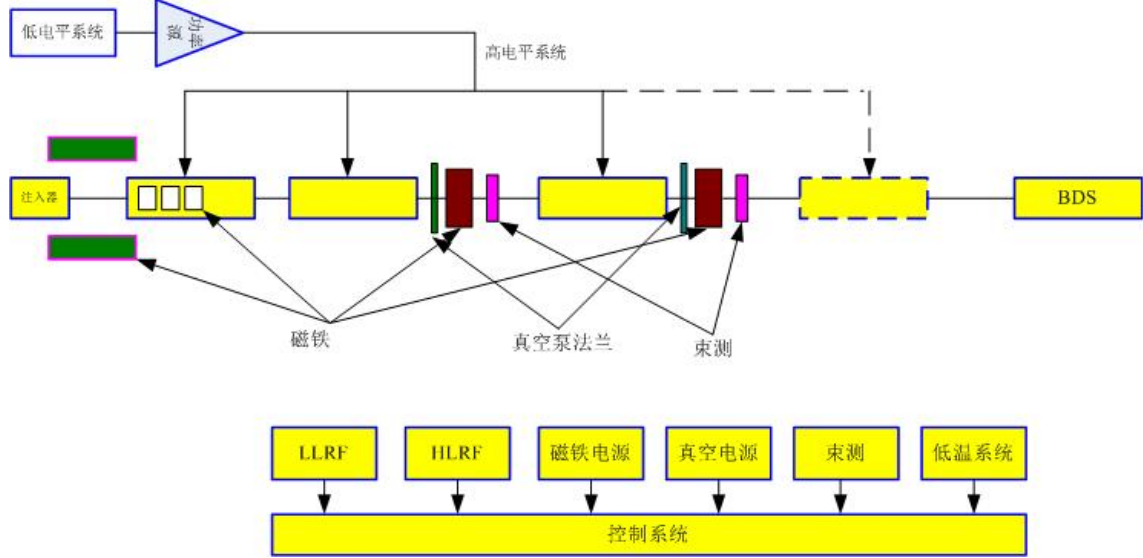 低电平系统
功率源
高电平系统
注入器
BDS
磁铁
真空泵法兰
束测
LLRF
HLRF
磁铁电源
真空电源
束测
低温系统
控制系统